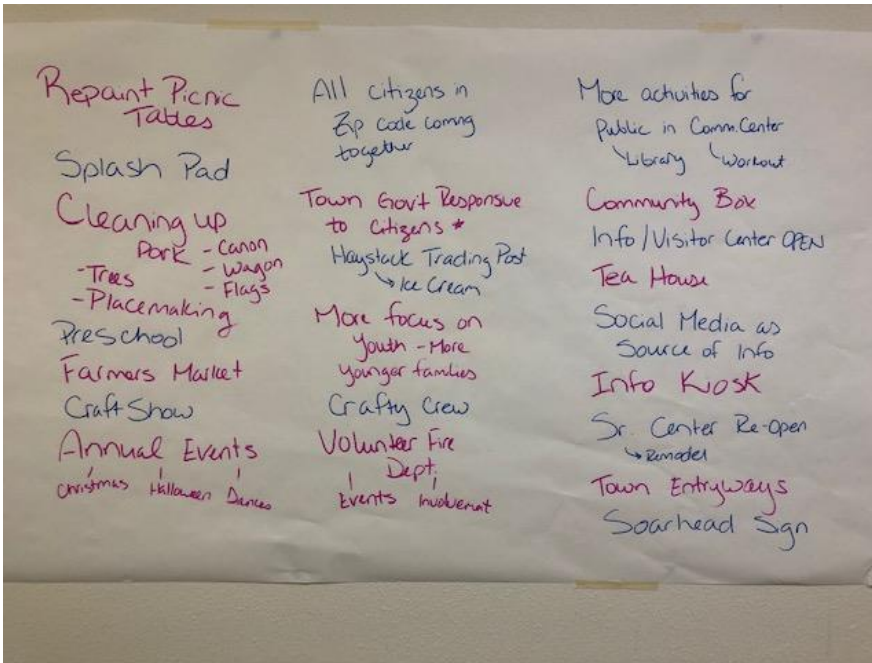 Repaint Picnic
Tables
Splash Pad
Cleaning up
Park - Canon
- Trees - Wagon
- Flags
- Placemaking
Preschool
Farmers Market
Craft Show
Annual Events
Christmas Halloween Dances
All citizens in
Zip code coming
together
Town Gov't Responsive
to citizens *
Haystack Trading Post
Ice Cream
More focus on
Youth - More
younger families
Crafty Crew
Volunteer Fire
Dept.
Events Involvement
More activities for
Public in Comm. Center
Library Workout
Community Box
Info/Visitor Center OPEN
Tea House
Social Media as
Source of Info
Info Kiosk
Sr. Center Re-Open
Remodel
Town Entryways
Soarhead Sign